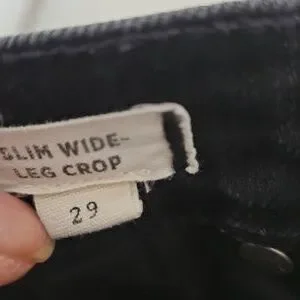 SLIM WIDE-
LEG CROP
29